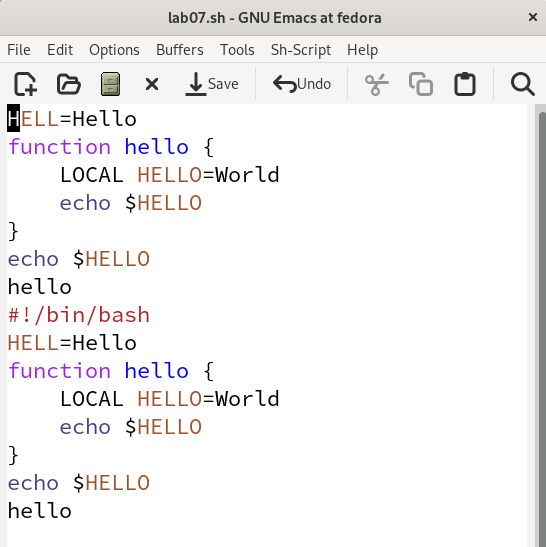 lab07.sh - GNU Emacs at fedora
File Edit Options Buffers Tools Sh-Script Help
Save Undo
HELL=Hello
function hello {
    LOCAL HELLO=World
    echo $HELLO
}
echo $HELLO
hello
#!/bin/bash
HELL=Hello
function hello {
    LOCAL HELLO=World
    echo $HELLO
}
echo $HELLO
hello